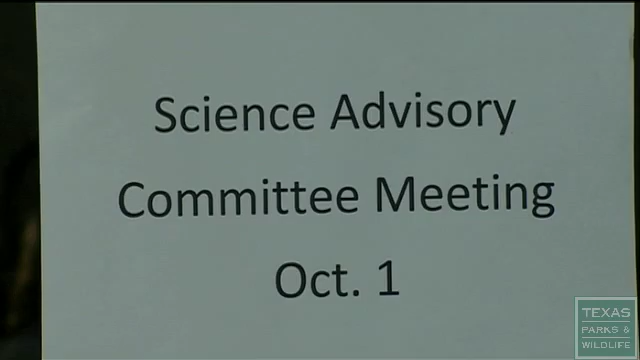 Science Advisory
Committee Meeting
Oct. 1
TEXAS
PARKS &
WILDLIFE